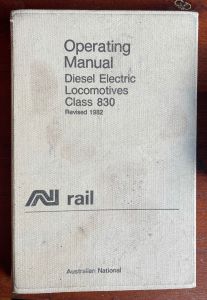 Operating
Manual
Diesel Electric
Locomotives
Class 830
Revised 1982
AN rail
Australian National